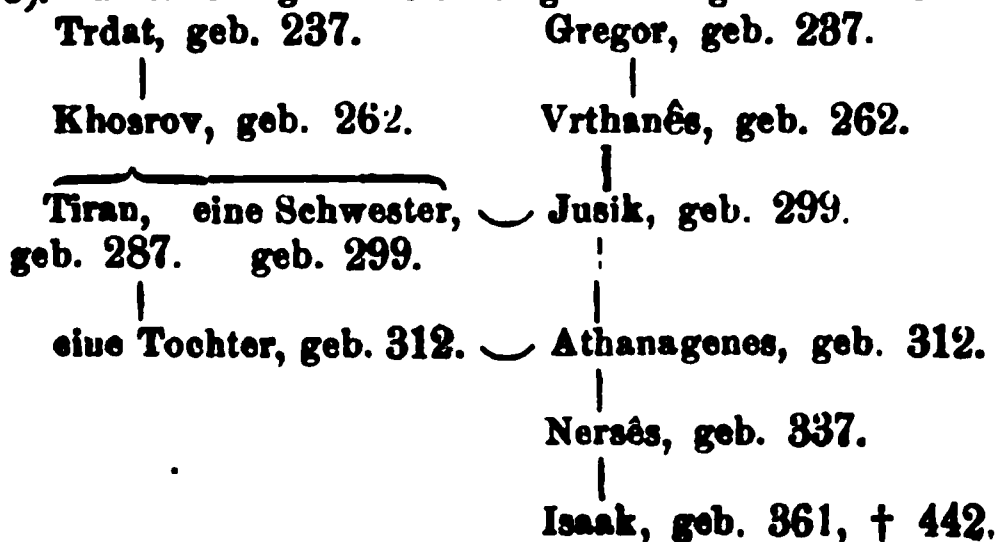 Trdat, geb. 237. Gregor, geb. 237.
Khosrov, geb. 262. Vrthanês, geb. 262.
Tiran, eine Schwester, Jusik, geb. 299.
geb. 287. geb. 299.
eine Tochter, geb. 312. Athanagenes, geb. 312.
Nersês, geb. 337.
Isaak, geb. 361, † 442.